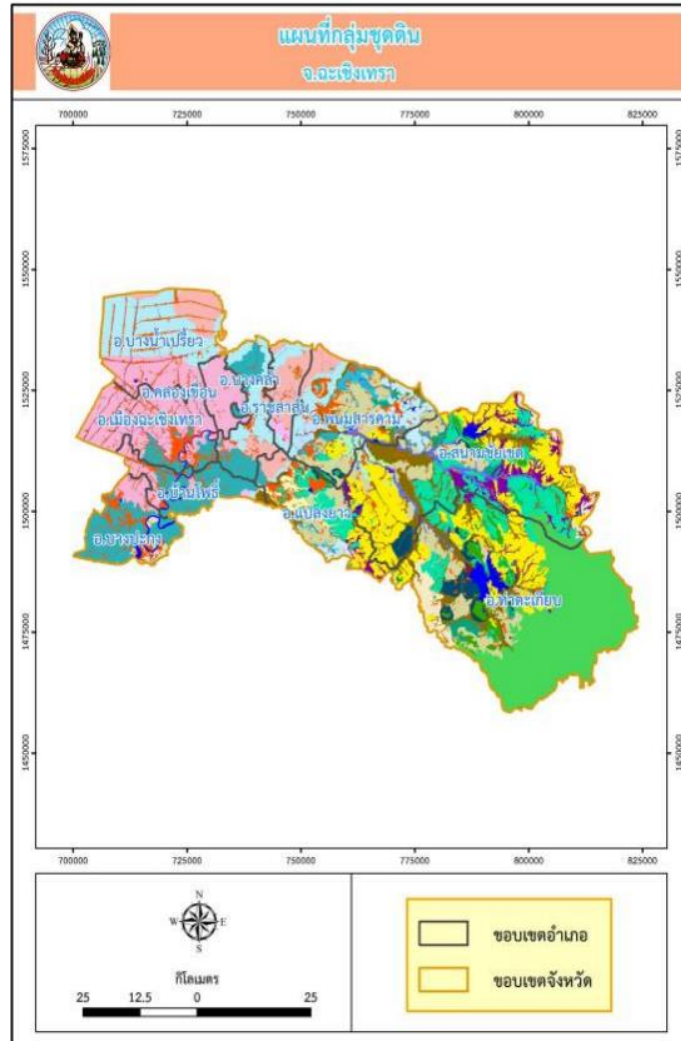 แผนที่กลุ่มชุดดิน
จ.ฉะเชิงเทรา
700000 725000 750000 775000 800000 825000
1575000 1575000
1550000 1550000
1525000 1525000
1500000 1500000
1475000 1475000
1450000 1450000
อ.บางน้ำเปรี้ยว
อ.บางคล้า
อ.คลองเขื่อน
อ.ราชสาส์น
อ.เมืองฉะเชิงเทรา
อ.พนมสารคาม
อ.สนามชัยเขต
อ.บ้านโพธิ์
อ.แปลงยาว
อ.บางปะกง
อ.ท่าตะเกียบ
700000 725000 750000 775000 800000 825000
N
W E
S
กิโลเมตร
25 12.5 0 25
ขอบเขตอำเภอ
ขอบเขตจังหวัด